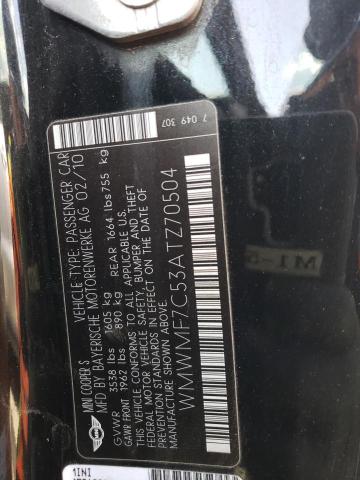 MINI COOPER S
VEHICLE TYPE: PASSENGER CAR
MFD BY BAYERISCHE MOTORENWERKE AG 02/10
GVWR 3538 lbs 1605 kg
GAWR FRONT 1962 lbs 890 kg REAR 1664 lbs 755 kg
THIS VEHICLE CONFORMS TO ALL APPLICABLE U.S.
FEDERAL MOTOR VEHICLE SAFETY, BUMPER AND THEFT
PREVENTION STANDARDS IN EFFECT ON THE DATE OF
MANUFACTURE SHOWN ABOVE.
WMWMF7C53ATZ70504
7 049 307
MINI
1INI